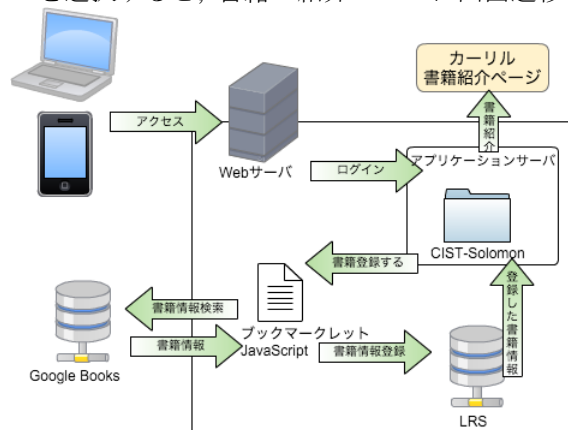 カーリル
書籍紹介ページ
アクセス
書籍紹介
Webサーバ
ログイン
アプリケーションサーバ
CIST-Solomon
書籍登録する
書籍情報検索
書籍情報
ブックマークレット
JavaScript
書籍情報登録
登録した書籍情報
Google Books
LRS